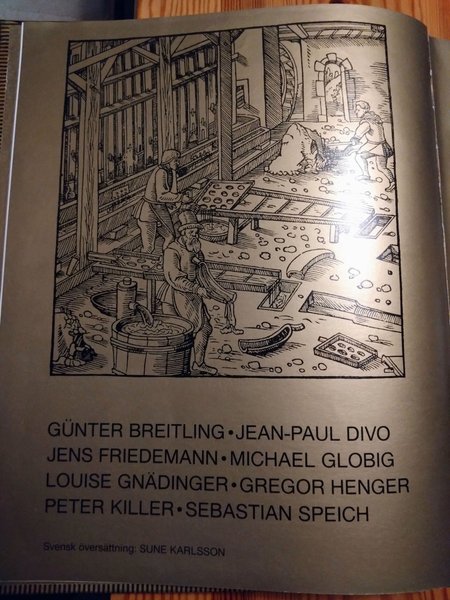 GÜNTER BREITLING • JEAN-PAUL DIVO
JENS FRIEDEMANN • MICHAEL GLOBIG
LOUISE GNÄDINGER • GREGOR HENGER
PETER KILLER • SEBASTIAN SPEICH
Svensk översättning: SUNE KARLSSON